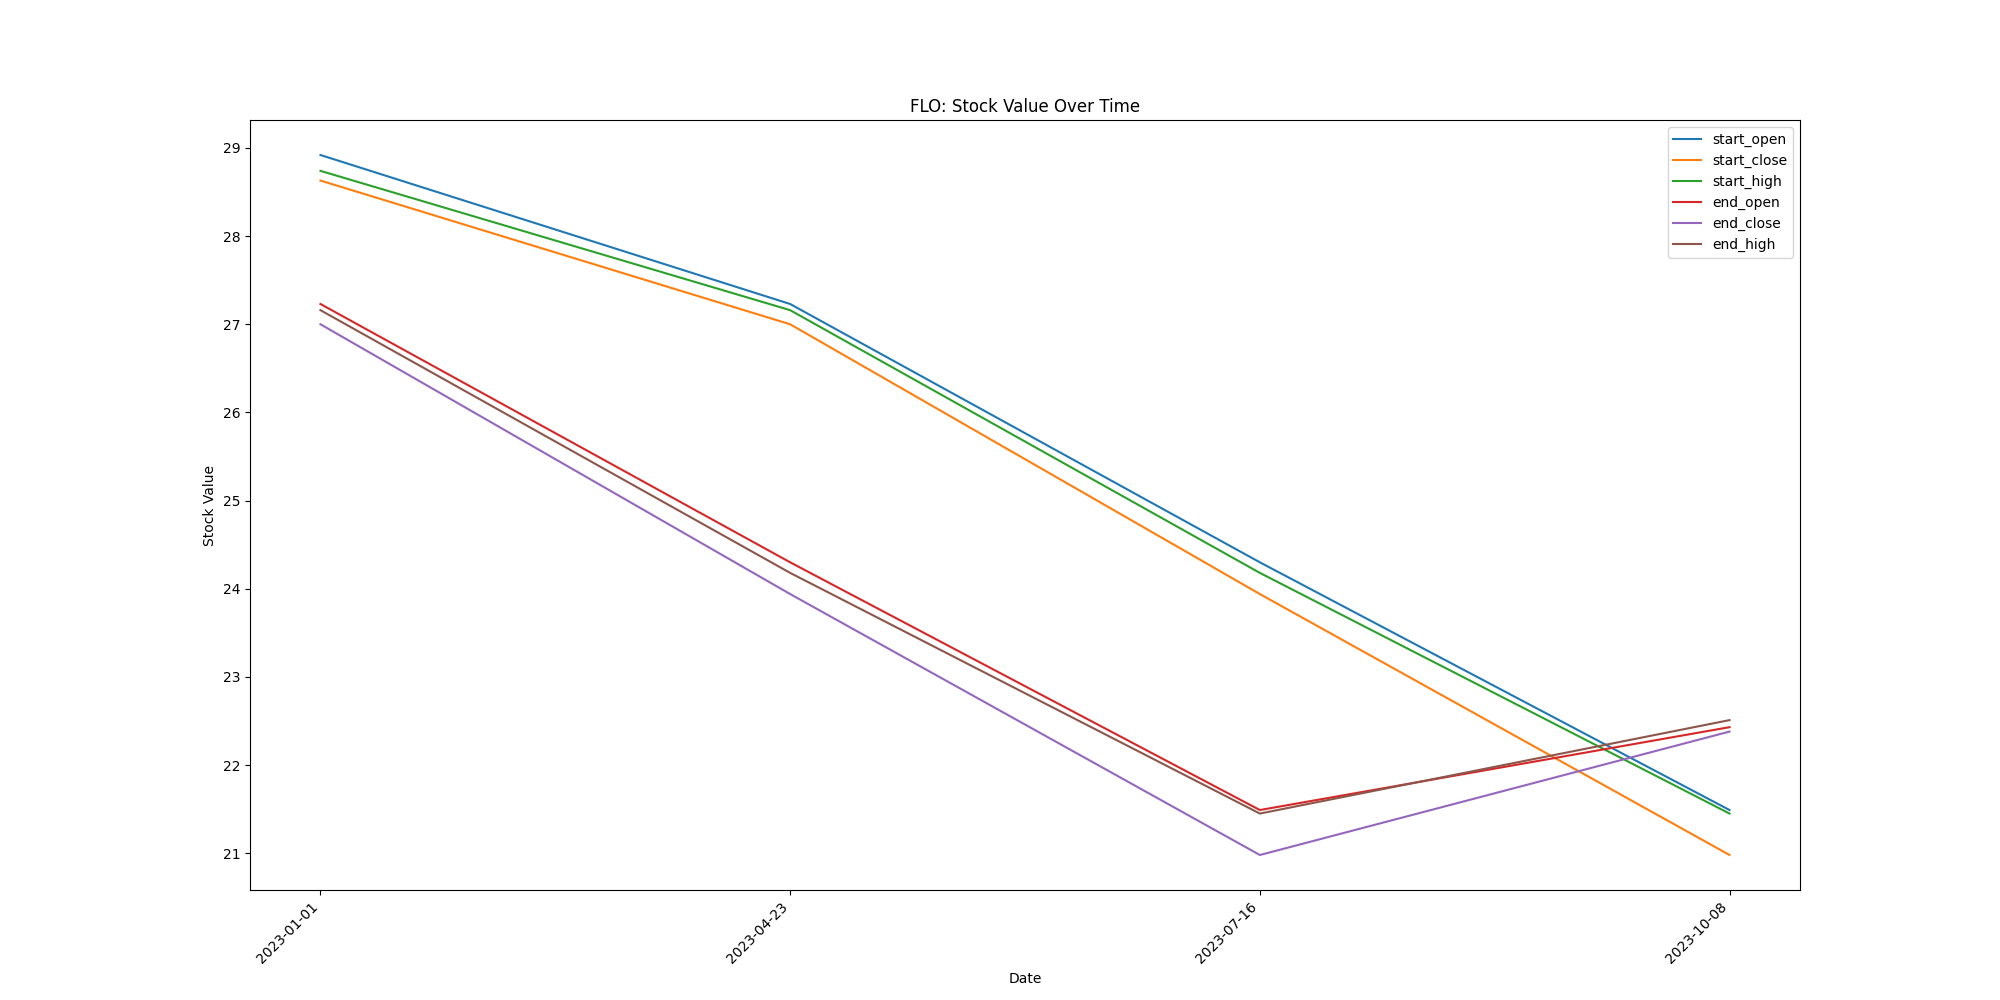 FLO: Stock Value Over Time
start_open
start_close
start_high
end_open
end_close
end_high
29
28
27
26
25
24
23
22
21
Stock Value
2023-01-01
2023-04-23
2023-07-16
2023-10-08
Date